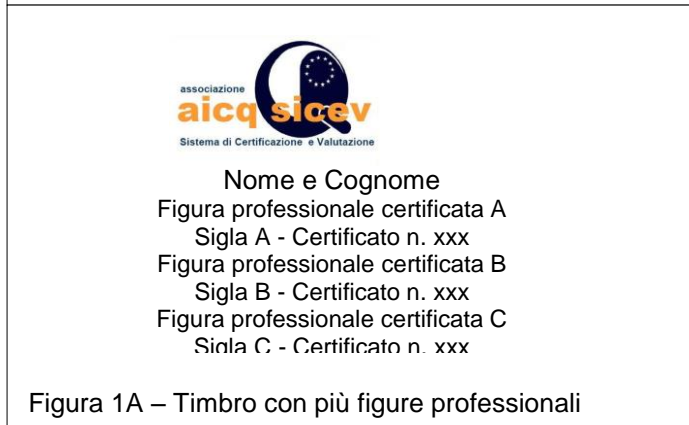 associazione
aicq sicev
Sistema di Certificazione e Valutazione
Nome e Cognome
Figura professionale certificata A
Sigla A - Certificato n. xxx
Figura professionale certificata B
Sigla B - Certificato n. xxx
Figura professionale certificata C
Sigla C - Certificato n. xxx
Figura 1A – Timbro con più figure professionali